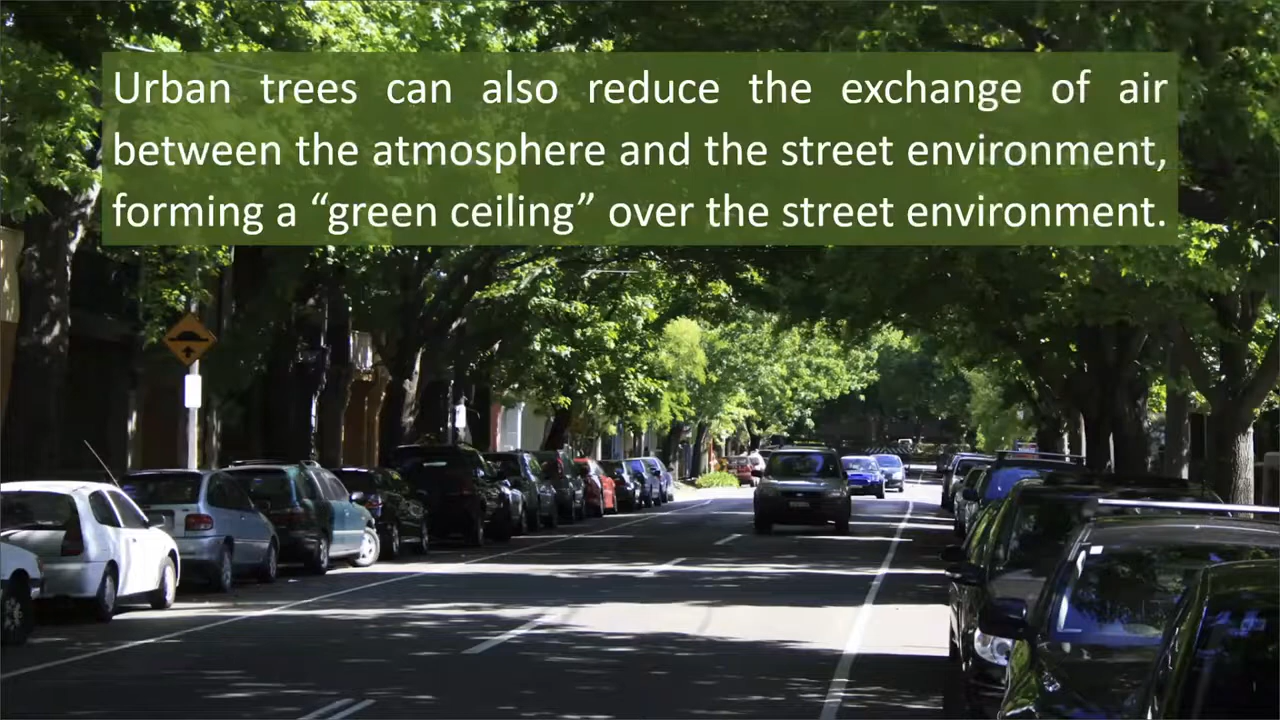 Urban trees can also reduce the exchange of air
between the atmosphere and the street environment,
forming a “green ceiling” over the street environment.